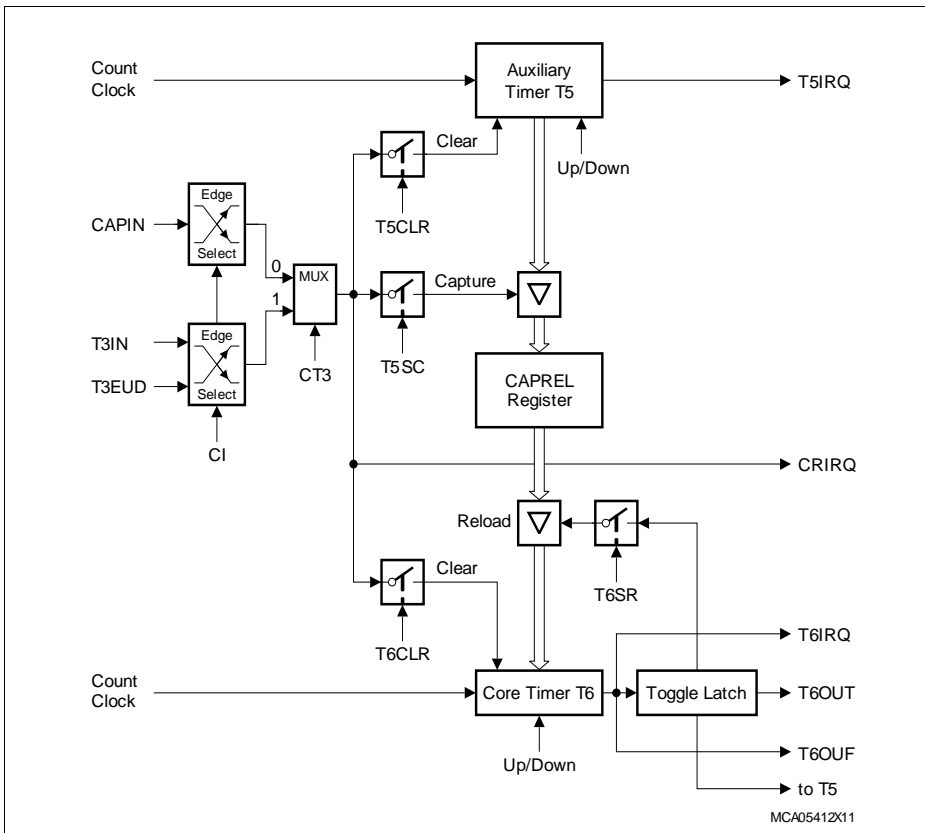 Count
Clock
Auxiliary
Timer T5
T5IRQ
Clear
Up/Down
T5CLR
Edge
Select
CAPIN
0
MUX
1
Capture
T5SC
CT3
T3IN
T3EUD
Edge
Select
CI
CAPREL
Register
CRIRQ
Reload
T6SR
Clear
T6CLR
T6IRQ
Count
Clock
Core Timer T6
Toggle Latch
T6OUT
T6OUF
Up/Down
to T5
MCA05412X11